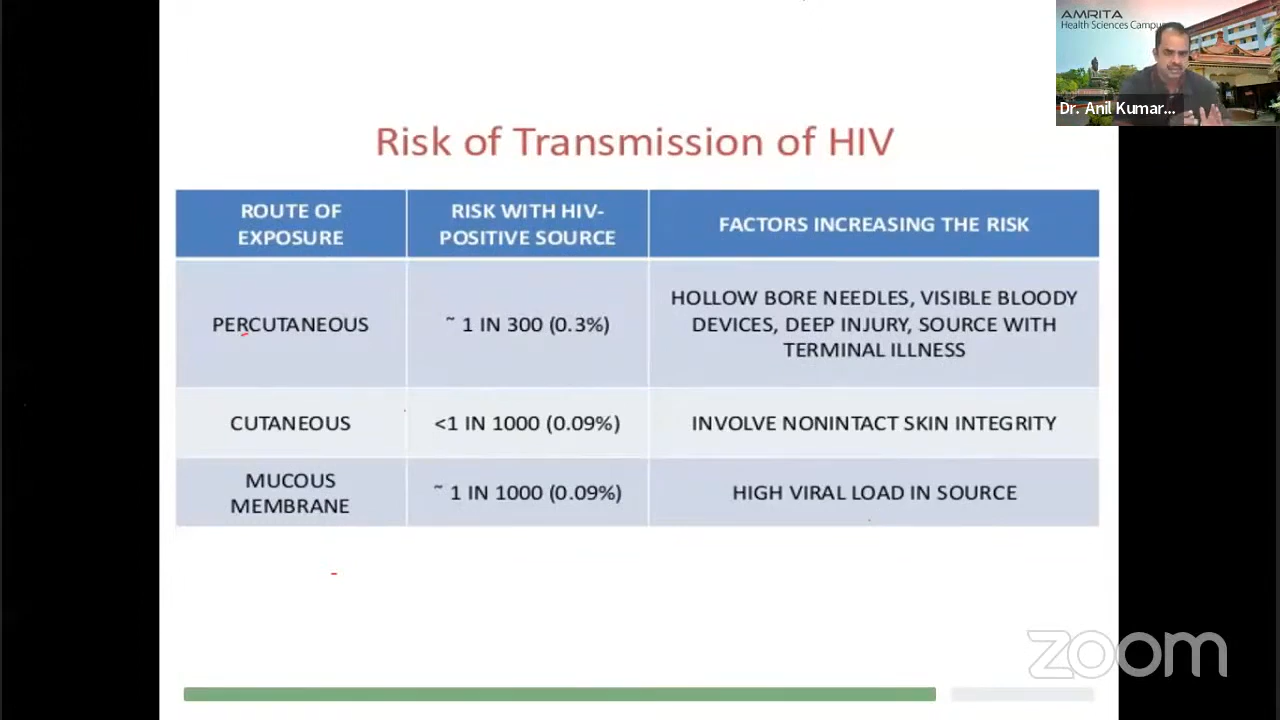 AMRITA
Health Sciences Campus
Dr. Anil Kumar...
Risk of Transmission of HIV
ROUTE OF
EXPOSURE
RISK WITH HIV-
POSITIVE SOURCE
FACTORS INCREASING THE RISK
PERCUTANEOUS
~ 1 IN 300 (0.3%)
HOLLOW BORE NEEDLES, VISIBLE BLOODY
DEVICES, DEEP INJURY, SOURCE WITH
TERMINAL ILLNESS
CUTANEOUS
<1 IN 1000 (0.09%)
INVOLVE NONINTACT SKIN INTEGRITY
MUCOUS
MEMBRANE
~ 1 IN 1000 (0.09%)
HIGH VIRAL LOAD IN SOURCE
zoom